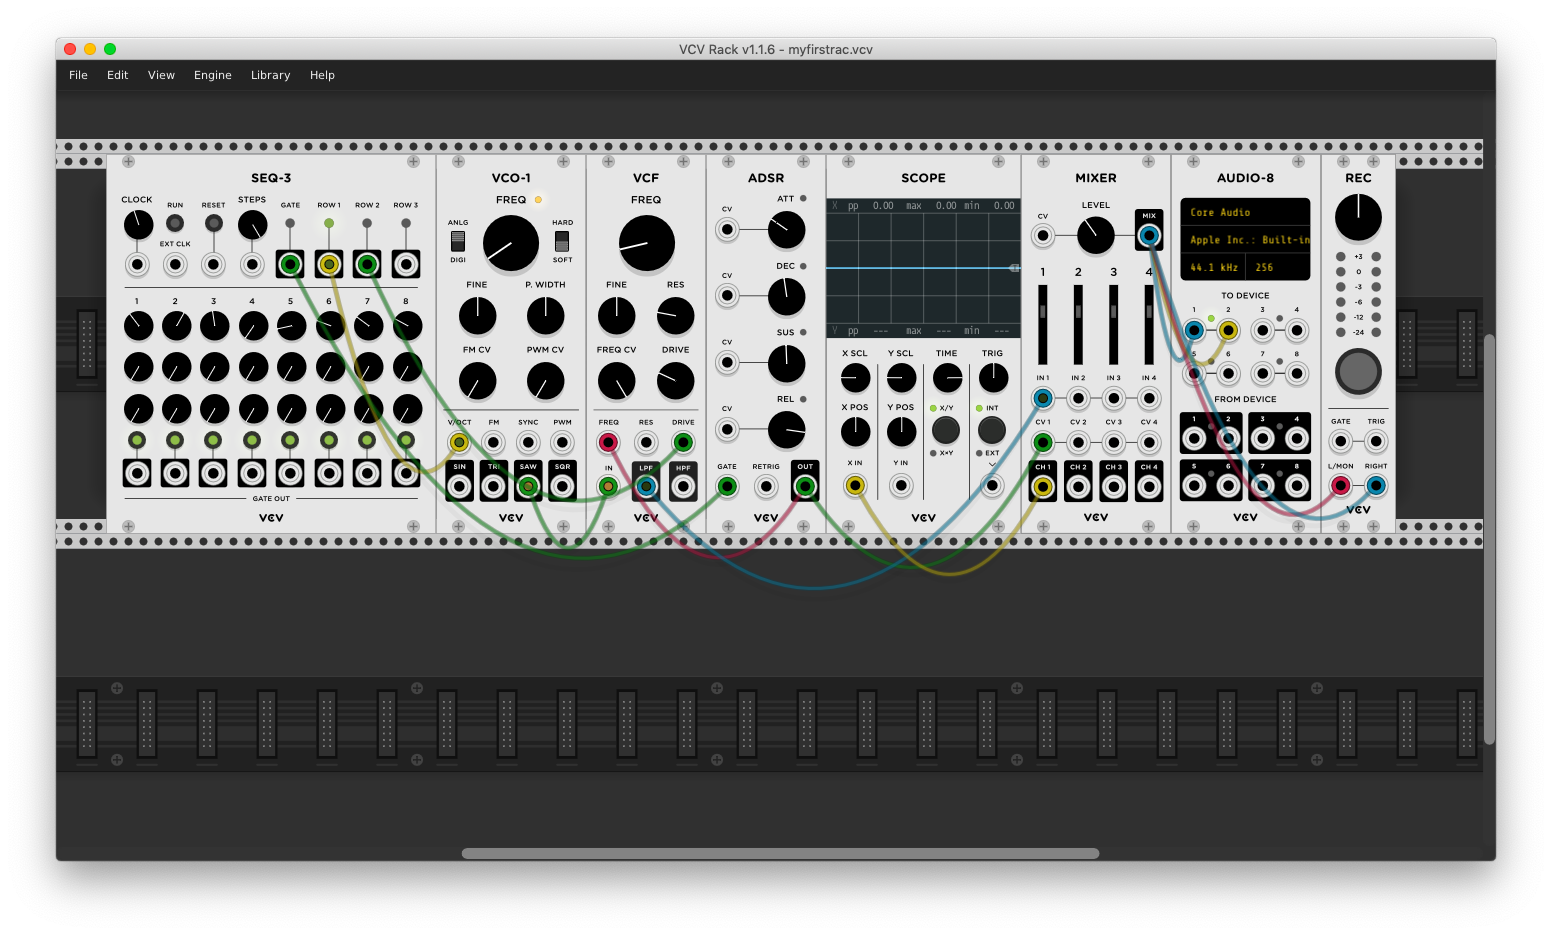 VCV Rack v1.1.6 - myfirstrac.vcv
File Edit View Engine Library Help
SEQ-3
CLOCK RUN RESET STEPS GATE ROW 1 ROW 2 ROW 3
EXT CLK
1 2 3 4 5 6 7 8
GATE OUT
VCV
VCO-1
FREQ
ANLG HARD
DIGI SOFT
FINE P. WIDTH
FM CV PWM CV
V/OCT FM SYNC PWM
SIN TRI SAW SQR
VCV
VCF
FREQ
FINE RES
FREQ CV DRIVE
FREQ RES DRIVE
IN LPF HPF
VCV
ADSR
ATT
CV
DEC
CV
SUS
CV
REL
CV
GATE RETRIG OUT
VCV
SCOPE
X pp 0.00 max 0.00 min 0.00
T
Y pp --- max --- min ---
X SCL Y SCL TIME TRIG
X POS Y POS X/Y INT
X×Y EXT
X IN Y IN
VCV
MIXER
LEVEL
CV MIX
1 2 3 4
IN 1 IN 2 IN 3 IN 4
CV 1 CV 2 CV 3 CV 4
CH 1 CH 2 CH 3 CH 4
VCV
AUDIO-8
Core Audio
Apple Inc.: Built-in
44.1 kHz 256
TO DEVICE
1 2 3 4
5 6 7 8
FROM DEVICE
1 2 3 4
5 6 7 8
VCV
REC
+3
0
-3
-6
-12
-24
GATE TRIG
L/MON RIGHT
VCV